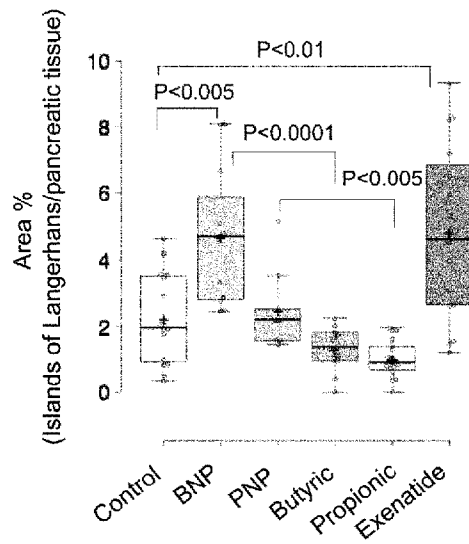 P<0.01
P<0.005
P<0.0001
P<0.005
10
8
6
4
2
0
Area %
(Islands of Langerhans/pancreatic tissue)
Control
BNP
PNP
Butyric
Propionic
Exenatide